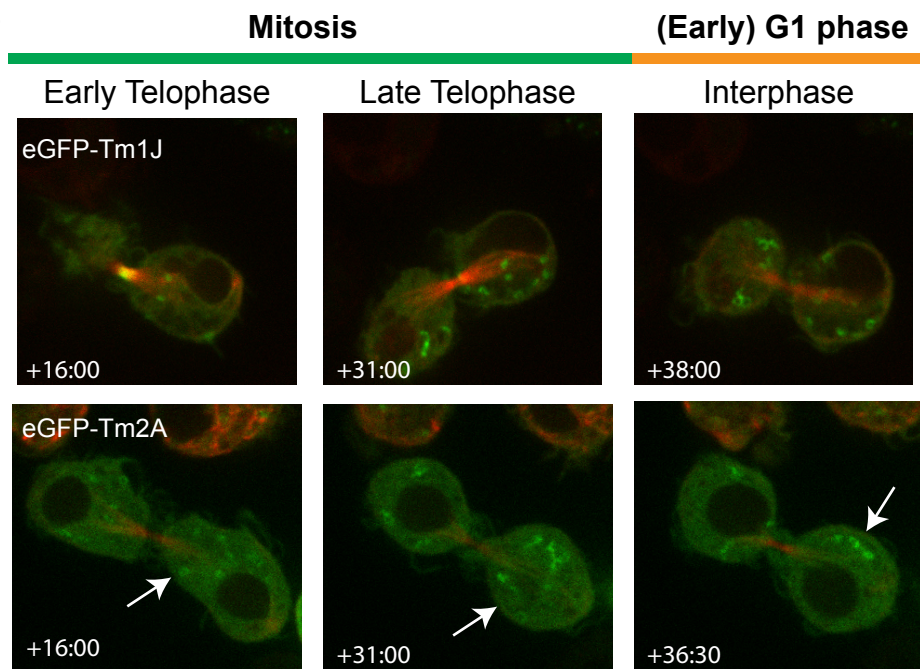 Mitosis
(Early) G1 phase
Early Telophase
Late Telophase
Interphase
eGFP-Tm1J
+16:00
+31:00
+38:00
eGFP-Tm2A
+16:00
+31:00
+36:30